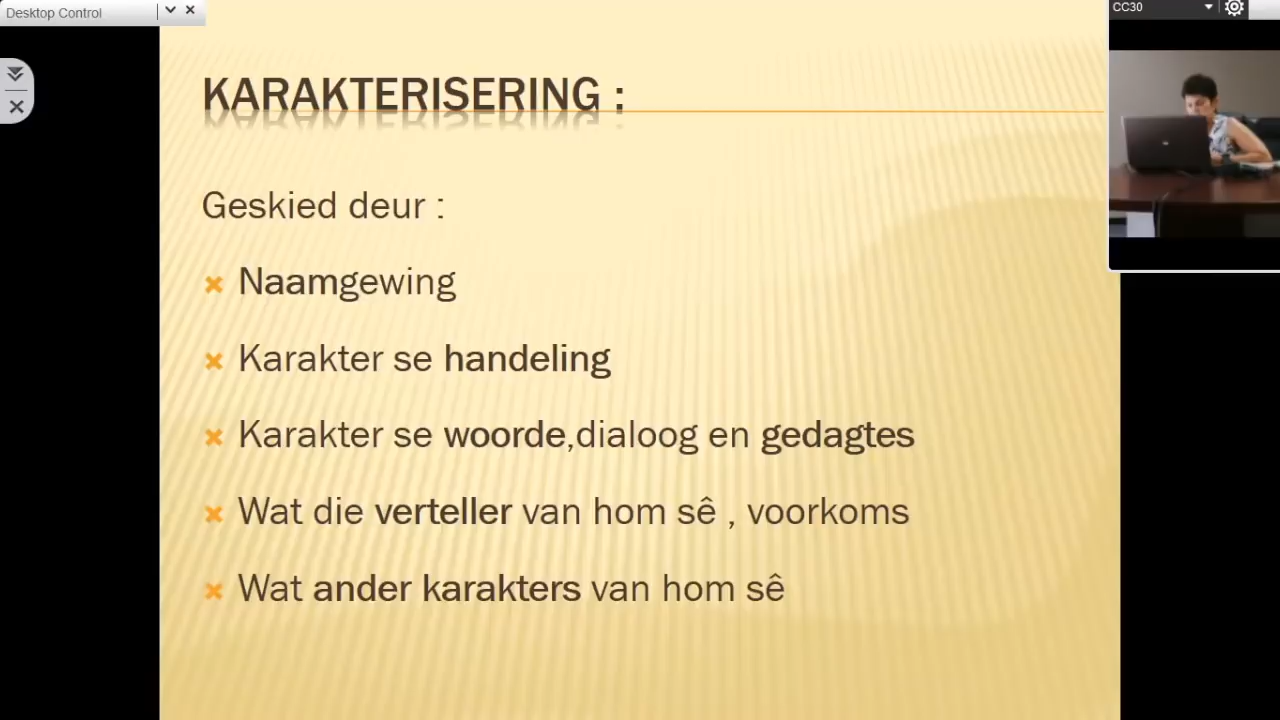 Desktop Control
CC30
KARAKTERISERING :
Geskied deur :
Naamgewing
Karakter se handeling
Karakter se woorde,dialoog en gedagtes
Wat die verteller van hom sê , voorkoms
Wat ander karakters van hom sê